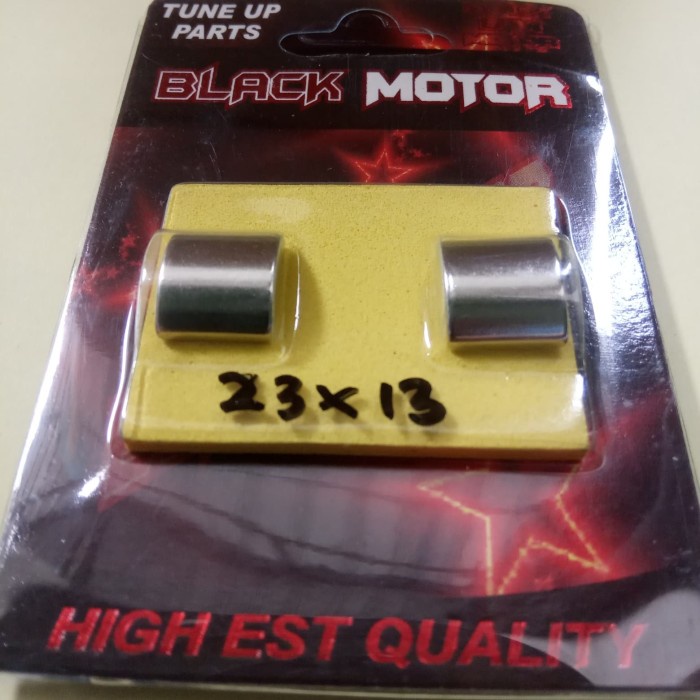 TUNE UP
PARTS
BLACK MOTOR
23x13
HIGH EST QUALITY